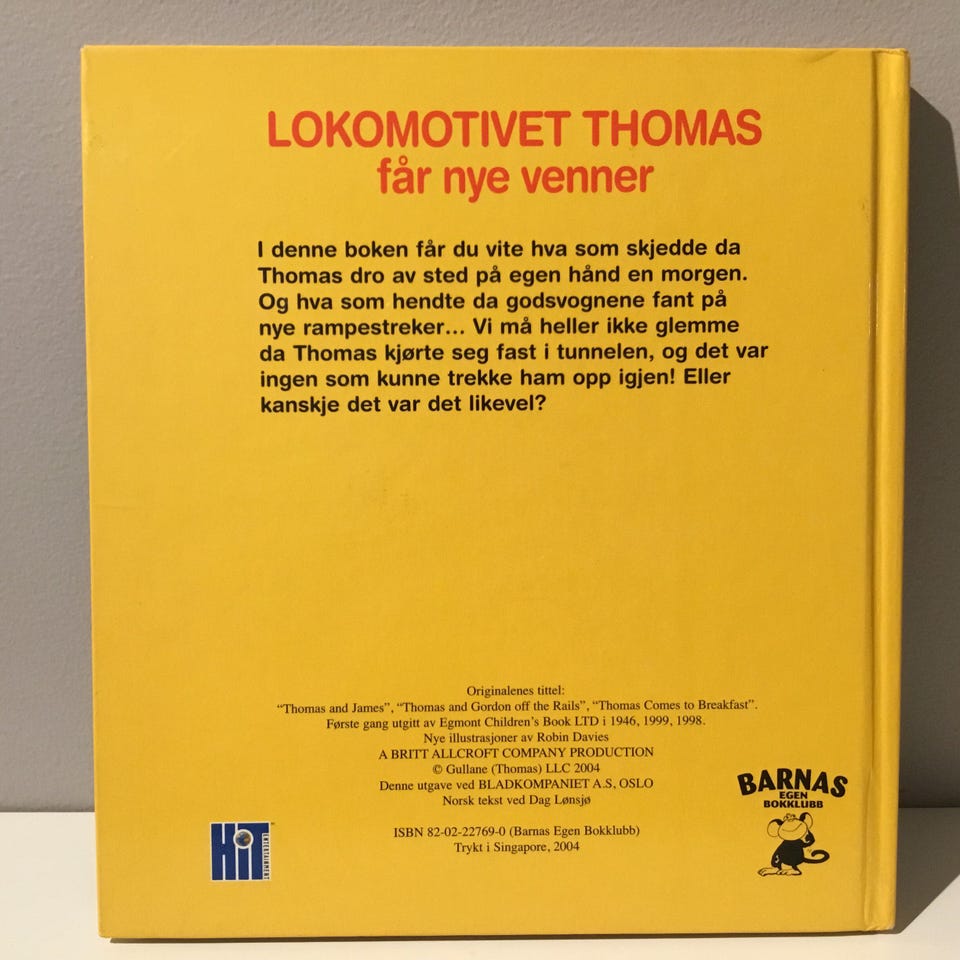 LOKOMOTIVET THOMAS
får nye venner
I denne boken får du vite hva som skjedde da
Thomas dro av sted på egen hånd en morgen.
Og hva som hendte da godsvognene fant på
nye rampestreker... Vi må heller ikke glemme
da Thomas kjørte seg fast i tunnelen, og det var
ingen som kunne trekke ham opp igjen! Eller
kanskje det var det likevel?
Originalenes tittel:
“Thomas and James”, “Thomas and Gordon off the Rails”, “Thomas Comes to Breakfast”.
Første gang utgitt av Egmont Children’s Book LTD i 1946, 1999, 1998.
Nye illustrasjoner av Robin Davies
A BRITT ALLCROFT COMPANY PRODUCTION
© Gullane (Thomas) LLC 2004
Denne utgave ved BLADKOMPANIET A.S, OSLO
Norsk tekst ved Dag Lønsjø
ISBN 82-02-22769-0 (Barnas Egen Bokklubb)
Trykt i Singapore, 2004
HiT
ENTERTAINMENT
BARNAS
EGEN
BOKKLUBB